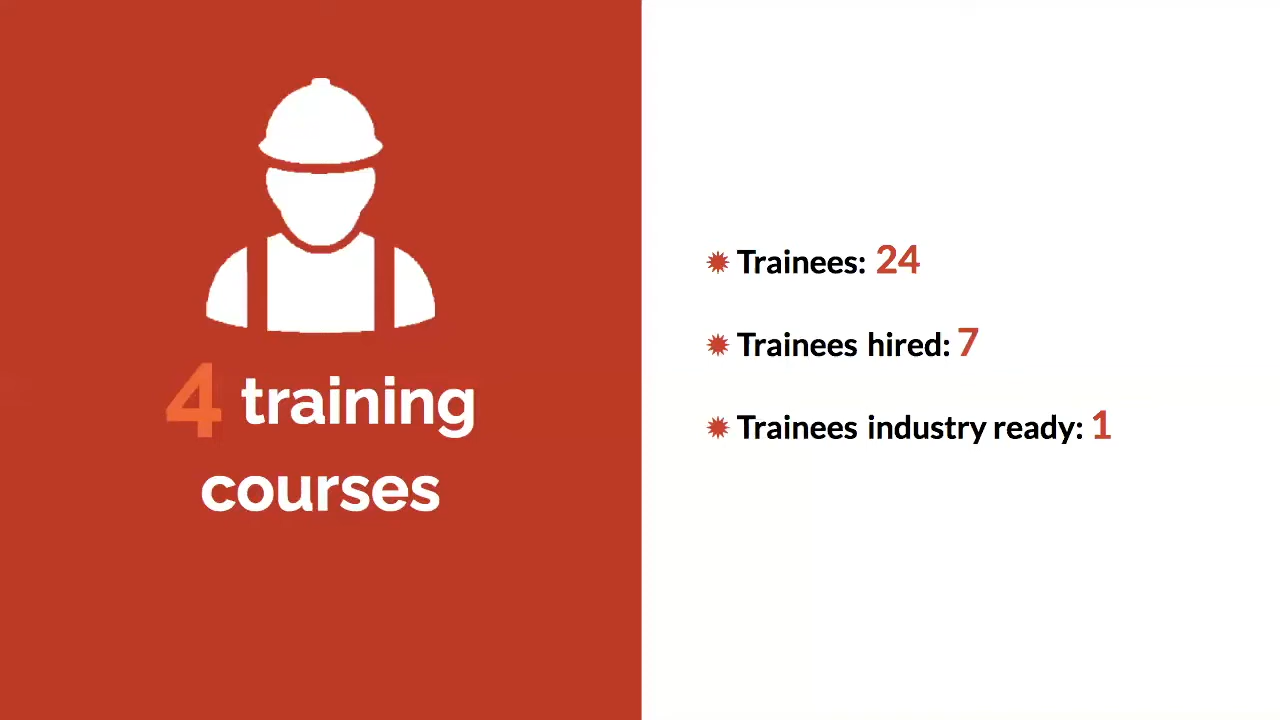 4 training
courses
Trainees: 24
Trainees hired: 7
Trainees industry ready: 1